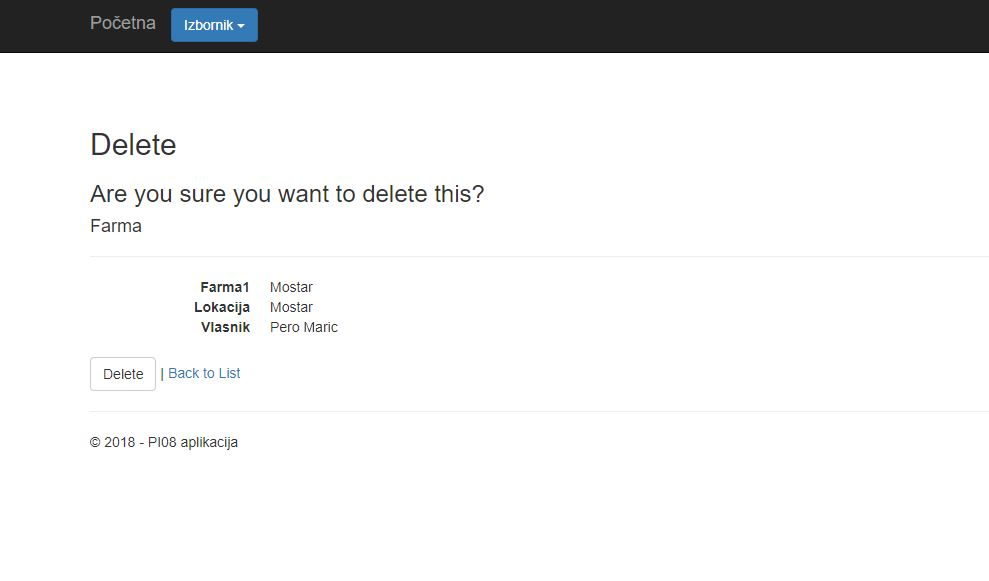 Početna Izbornik
Delete
Are you sure you want to delete this?
Farma
Farma1 Mostar
Lokacija Mostar
Vlasnik Pero Maric
Delete | Back to List
© 2018 - PI08 aplikacija